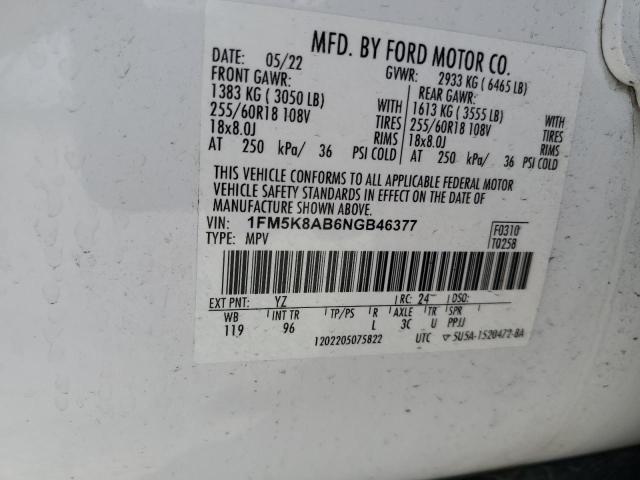 MFD. BY FORD MOTOR CO.
DATE: 05/22 GVWR: 2933 KG ( 6465 LB)
FRONT GAWR: REAR GAWR:
1383 KG ( 3050 LB) WITH 1613 KG ( 3555 LB) WITH
255/60R18 108V TIRES 255/60R18 108V TIRES
18x8.0J RIMS 18x8.0J RIMS
AT 250 kPa/ 36 PSI COLD AT 250 kPa/ 36 PSI COLD
THIS VEHICLE CONFORMS TO ALL APPLICABLE FEDERAL MOTOR
VEHICLE SAFETY STANDARDS IN EFFECT ON THE DATE OF
MANUFACTURE SHOWN ABOVE.
VIN: 1FM5K8AB6NGB46377 F0310
TYPE: MPV T0258
EXT PNT: YZ RC: 24 DSO:
WB INT TR TP/PS R AXLE TR SPR
119 96 L 3C U PPJJ
1202205075822 UTC ▽ SU5A-1520472-BA